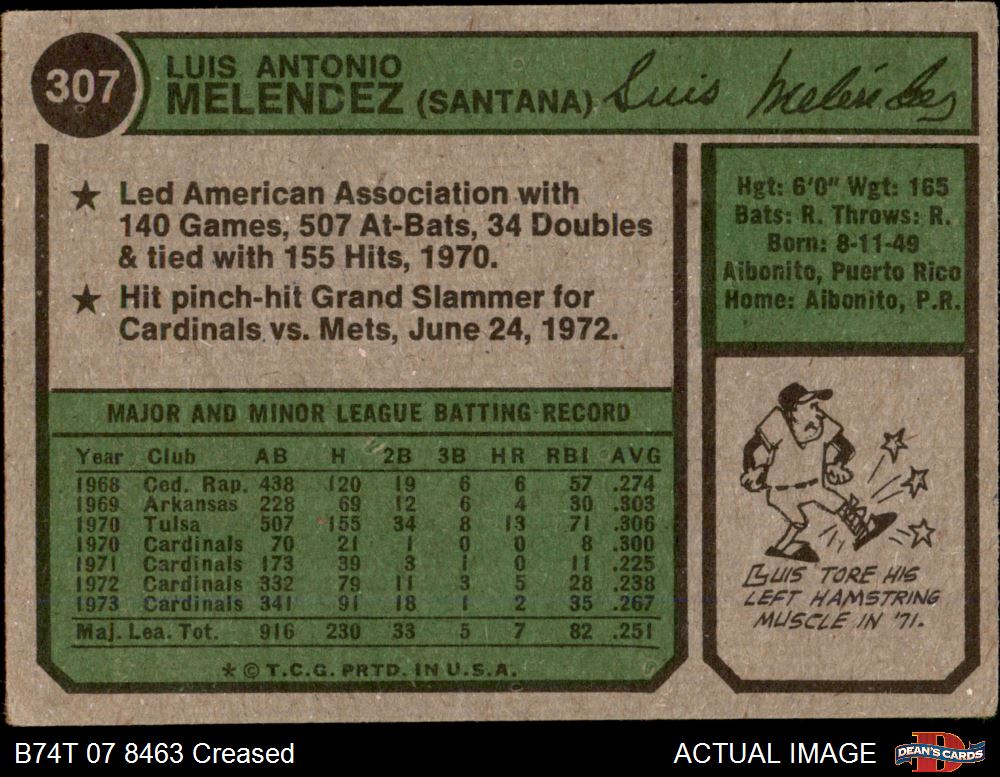 307
LUIS ANTONIO
MELENDEZ (SANTANA)
Luis Melendez
★ Led American Association with
140 Games, 507 At-Bats, 34 Doubles
& tied with 155 Hits, 1970.
★ Hit pinch-hit Grand Slammer for
Cardinals vs. Mets, June 24, 1972.
Hgt: 6'0" Wgt: 165
Bats: R. Throws: R.
Born: 8-11-49
Aibonito, Puerto Rico
Home: Aibonito, P.R.
MAJOR AND MINOR LEAGUE BATTING RECORD
Year Club AB H 2B 3B HR RBI AVG
1968 Ced. Rap. 438 120 19 6 6 57 .274
1969 Arkansas 228 69 12 6 4 30 .303
1970 Tulsa 507 155 34 8 13 71 .306
1970 Cardinals 70 21 1 0 0 8 .300
1971 Cardinals 173 39 3 1 0 11 .225
1972 Cardinals 332 79 11 3 5 28 .238
1973 Cardinals 341 91 18 1 2 35 .267
Maj. Lea. Tot. 916 230 33 5 7 82 .251
* © T.C.G. PRTD. IN U.S.A.
LUIS TORE HIS
LEFT HAMSTRING
MUSCLE IN '71.
B74T 07 8463 Creased
ACTUAL IMAGE
DEAN'S CARDS